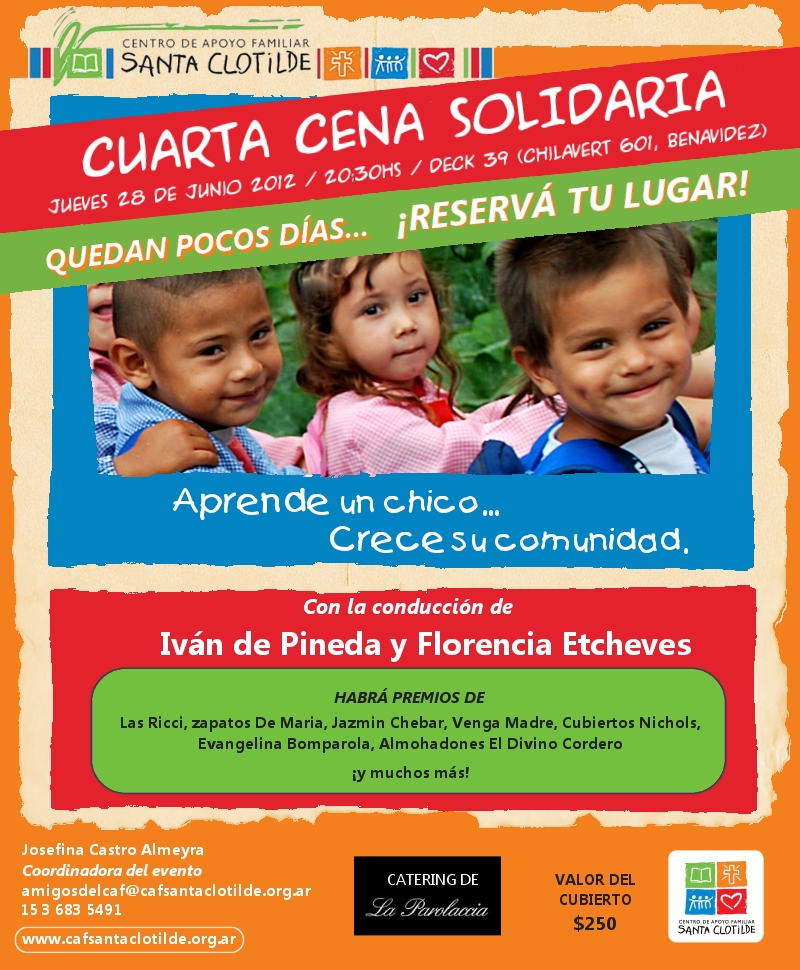 CENTRO DE APOYO FAMILIAR
SANTA CLOTILDE
CUARTA CENA SOLIDARIA
JUEVES 28 DE JUNIO 2012 / 20:30HS / DECK 39 (CHILAVERT 601, BENAVIDEZ)
QUEDAN POCOS DÍAS... ¡RESERVÁ TU LUGAR!
Aprende un chico...
Crece su comunidad.
Con la conducción de
Iván de Pineda y Florencia Etcheves
HABRÁ PREMIOS DE
Las Ricci, zapatos De Maria, Jazmin Chebar, Venga Madre, Cubiertos Nichols,
Evangelina Bomparola, Almohadones El Divino Cordero
¡y muchos más!
Josefina Castro Almeyra
Coordinadora del evento
amigosdelcaf@cafsantaclotilde.org.ar
15 3 683 5491
www.cafsantaclotilde.org.ar
CATERING DE
La Parolaccia
VALOR DEL
CUBIERTO
$250
CENTRO DE APOYO FAMILIAR
SANTA CLOTILDE